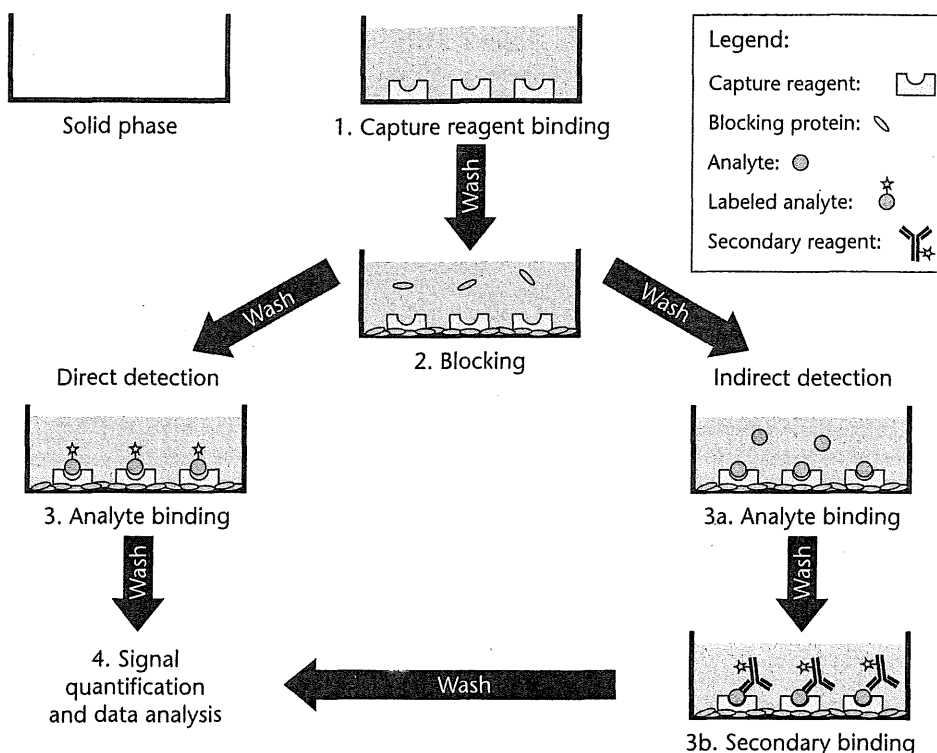 Solid phase
1. Capture reagent binding
Legend:
Capture reagent:
Blocking protein:
Analyte:
Labeled analyte:
Secondary reagent:
Wash
2. Blocking
Wash
Wash
Direct detection
Indirect detection
3. Analyte binding
3a. Analyte binding
Wash
Wash
4. Signal
quantification
and data analysis
Wash
3b. Secondary binding